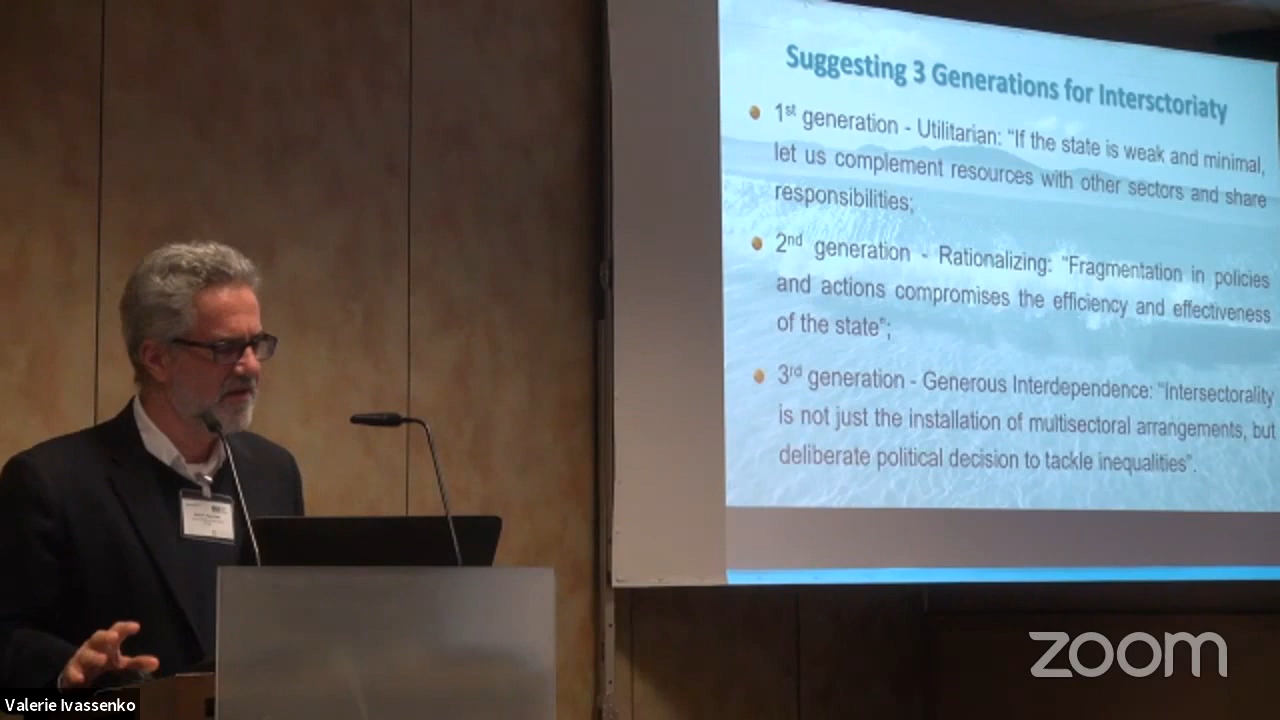 Suggesting 3 Generations for Intersctoriaty
1st generation - Utilitarian: “If the state is weak and minimal,
let us complement resources with other sectors and share
responsibilities;
2nd generation - Rationalizing: “Fragmentation in policies
and actions compromises the efficiency and effectiveness
of the state”;
3rd generation - Generous Interdependence: “Intersectorality
is not just the installation of multisectoral arrangements, but
deliberate political decision to tackle inequalities”.
zoom
Valerie Ivassenko